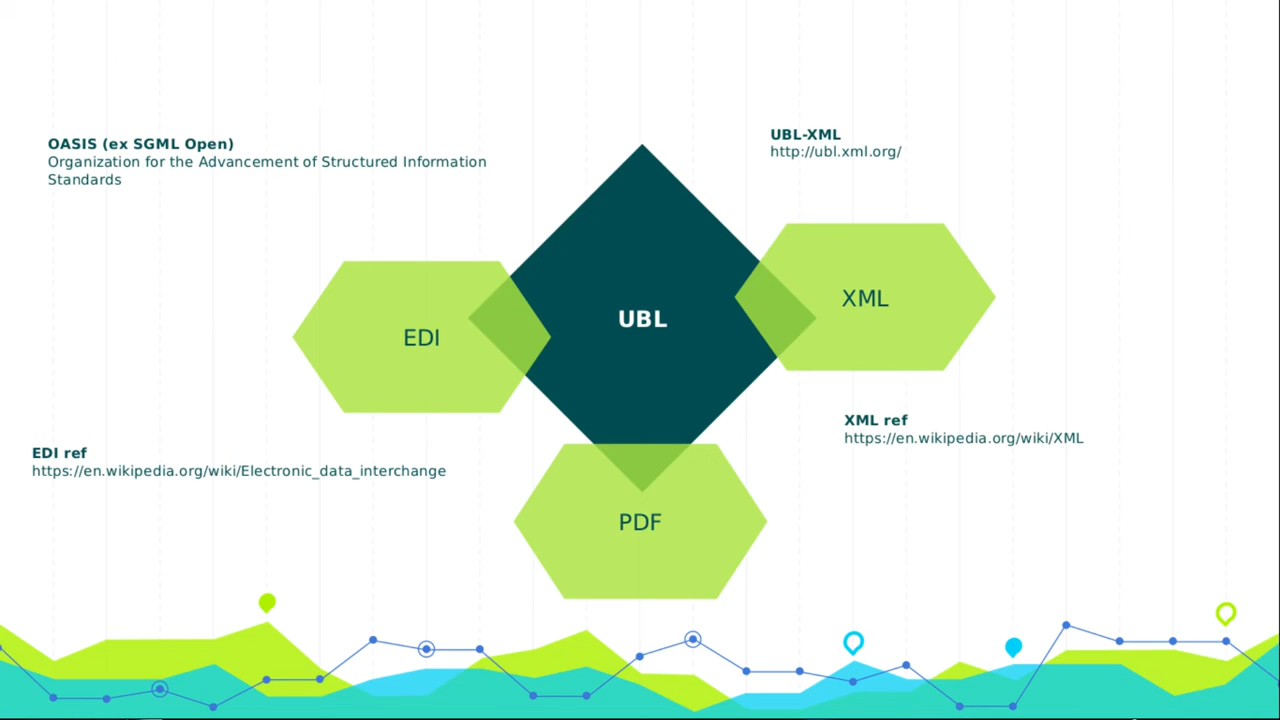 OASIS (ex SGML Open)
Organization for the Advancement of Structured Information
Standards
UBL-XML
http://ubl.xml.org/
XML
UBL
EDI
XML ref
https://en.wikipedia.org/wiki/XML
EDI ref
https://en.wikipedia.org/wiki/Electronic_data_interchange
PDF